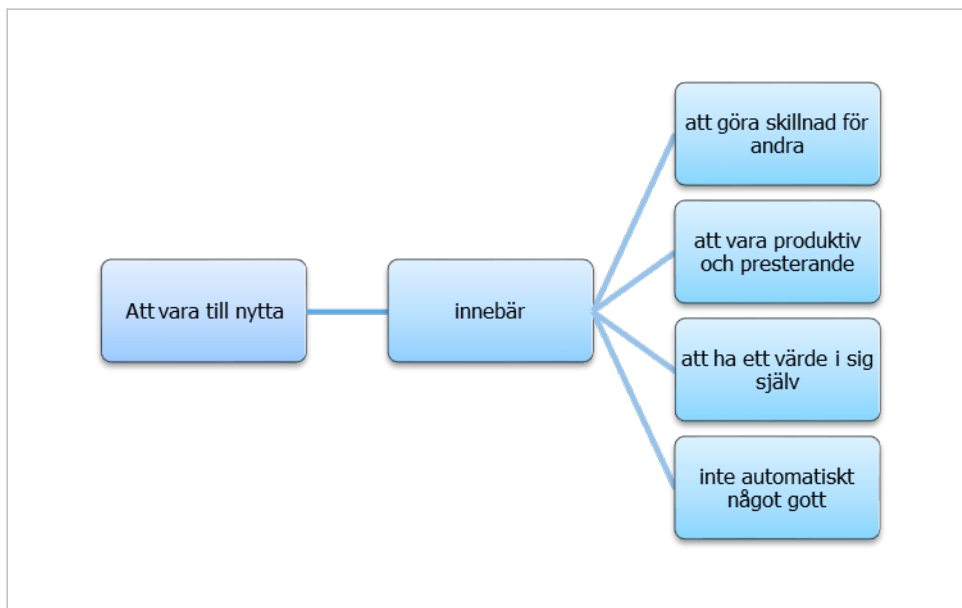 att göra skillnad för
andra
att vara produktiv
och presterande
Att vara till nytta
innebär
att ha ett värde i sig
själv
inte automatiskt
något gott